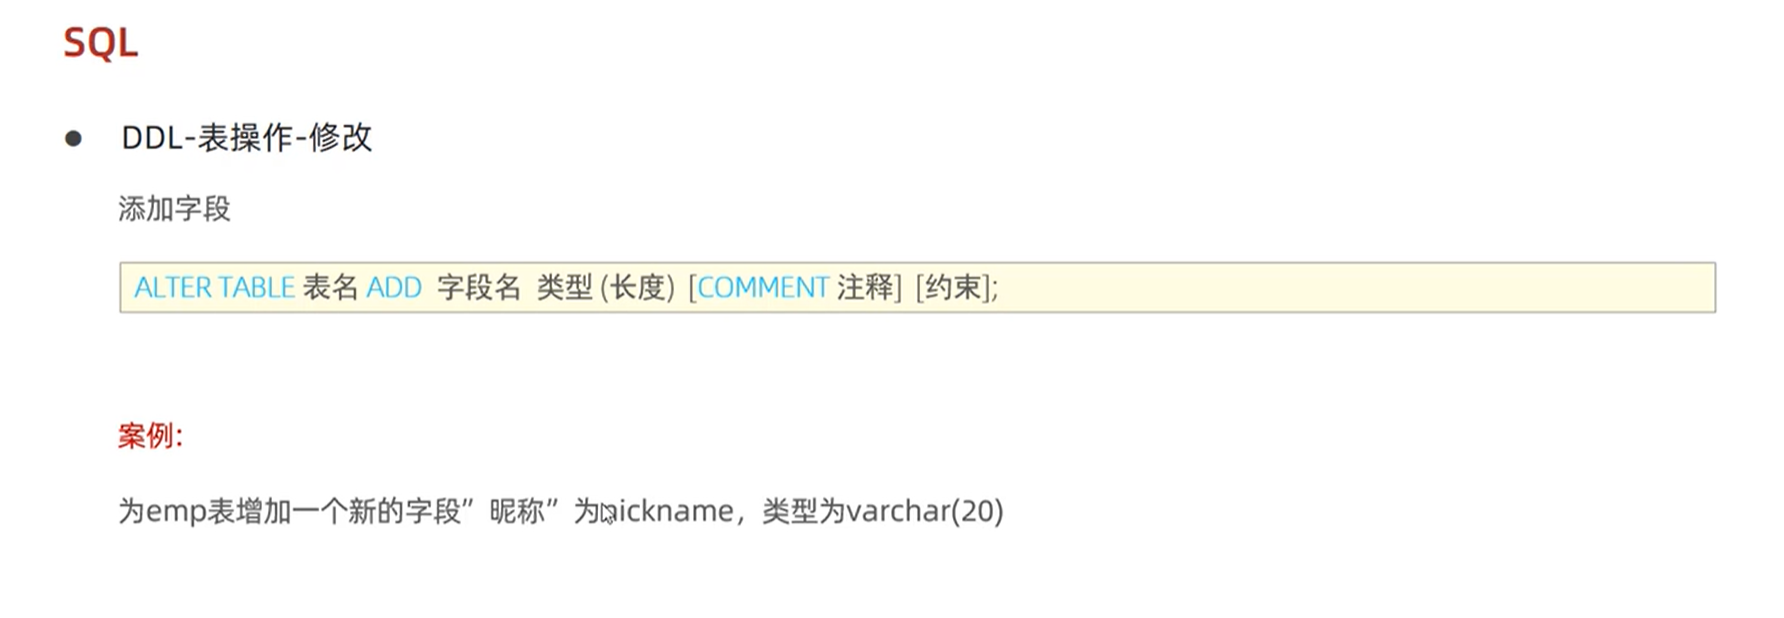 SQL
● DDL-表操作-修改
添加字段
ALTER TABLE 表名 ADD 字段名 类型 (长度) [COMMENT 注释] [约束];
案例:
为emp表增加一个新的字段”昵称”为nickname，类型为varchar(20)